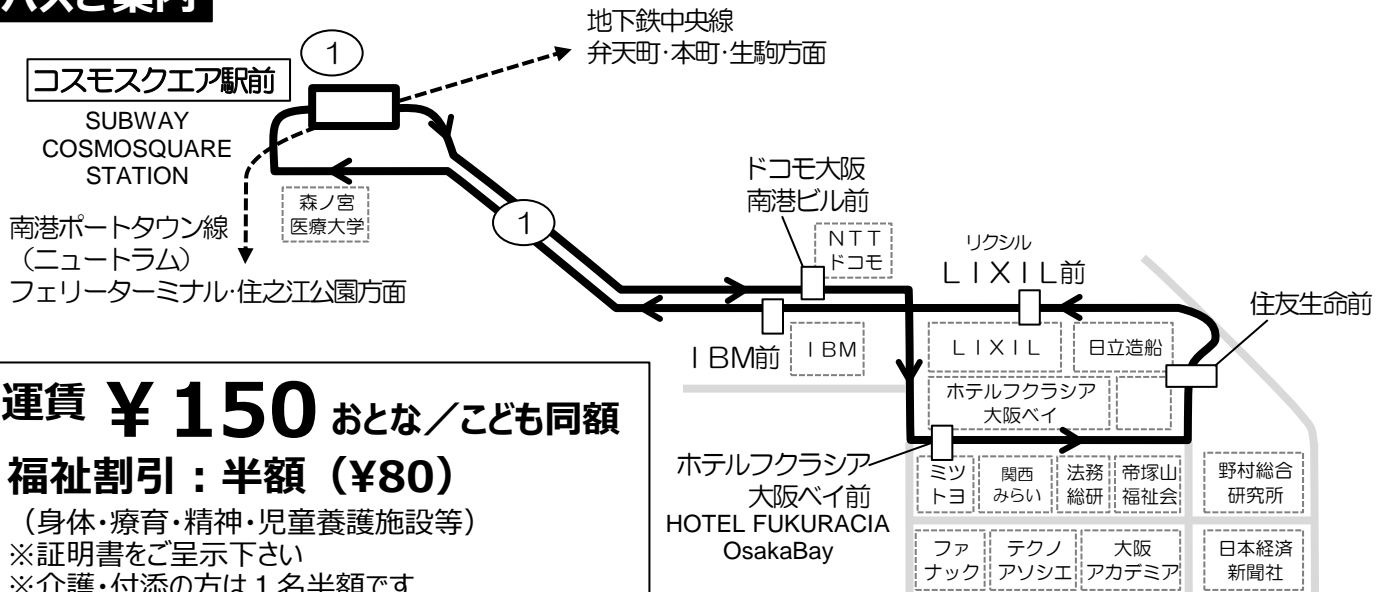 バスご案内
地下鉄中央線
弁天町・本町・生駒方面
①
コスモスクエア駅前
SUBWAY
COSMOSQUARE
STATION
森ノ宮
医療大学
南港ポートタウン線
（ニュートラム）
フェリーターミナル・住之江公園方面
①
ドコモ大阪
南港ビル前
NTT
ドコモ
リクシル
LIXIL前
住友生命前
IBM前
IBM
LIXIL
日立造船
ホテルフクラシア
大阪ベイ
ホテルフクラシア
大阪ベイ前
HOTEL FUKURACIA
OsakaBay
ミツ
トヨ
関西
みらい
法務
総研
帝塚山
福祉会
野村総合
研究所
ファ
ナック
テクノ
アソシエ
大阪
アカデミア
日本経済
新聞社
運賃 ￥150 おとな／こども同額
福祉割引：半額（¥80）
（身体・療育・精神・児童養護施設等）
※証明書をご呈示下さい
※介護・付添の方は１名半額です